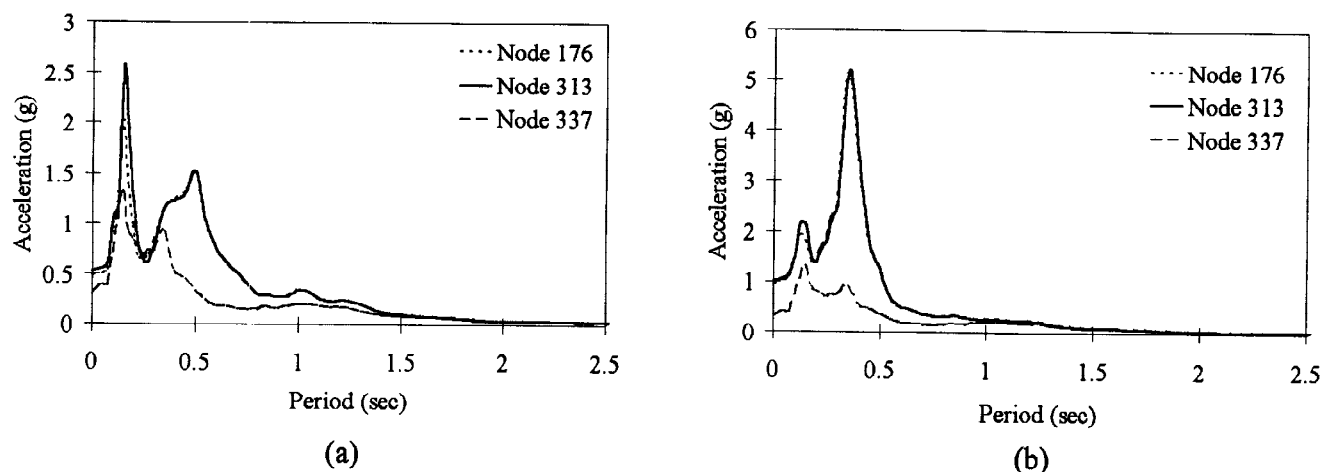 3
2.5
2
1.5
1
0.5
0
Acceleration (g)
Node 176
Node 313
Node 337
0 0.5 1 1.5 2 2.5
Period (sec)
(a)
6
5
4
3
2
1
0
Acceleration (g)
Node 176
Node 313
Node 337
0 0.5 1 1.5 2 2.5
Period (sec)
(b)